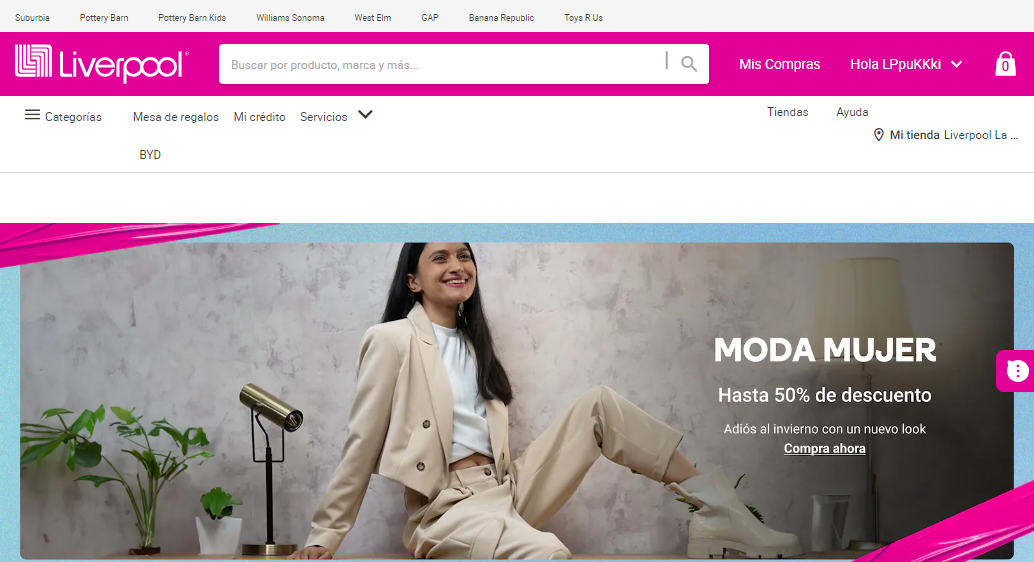 Suburbia Pottery Barn Pottery Barn Kids Williams Sonoma West Elm GAP Banana Republic Toys R Us
Liverpool® Buscar por producto, marca y más... Mis Compras Hola LPpuKKki 0
Categorías Mesa de regalos Mi crédito Servicios Tiendas Ayuda
Mi tienda Liverpool La ...
BYD
MODA MUJER
Hasta 50% de descuento
Adiós al invierno con un nuevo look
Compra ahora